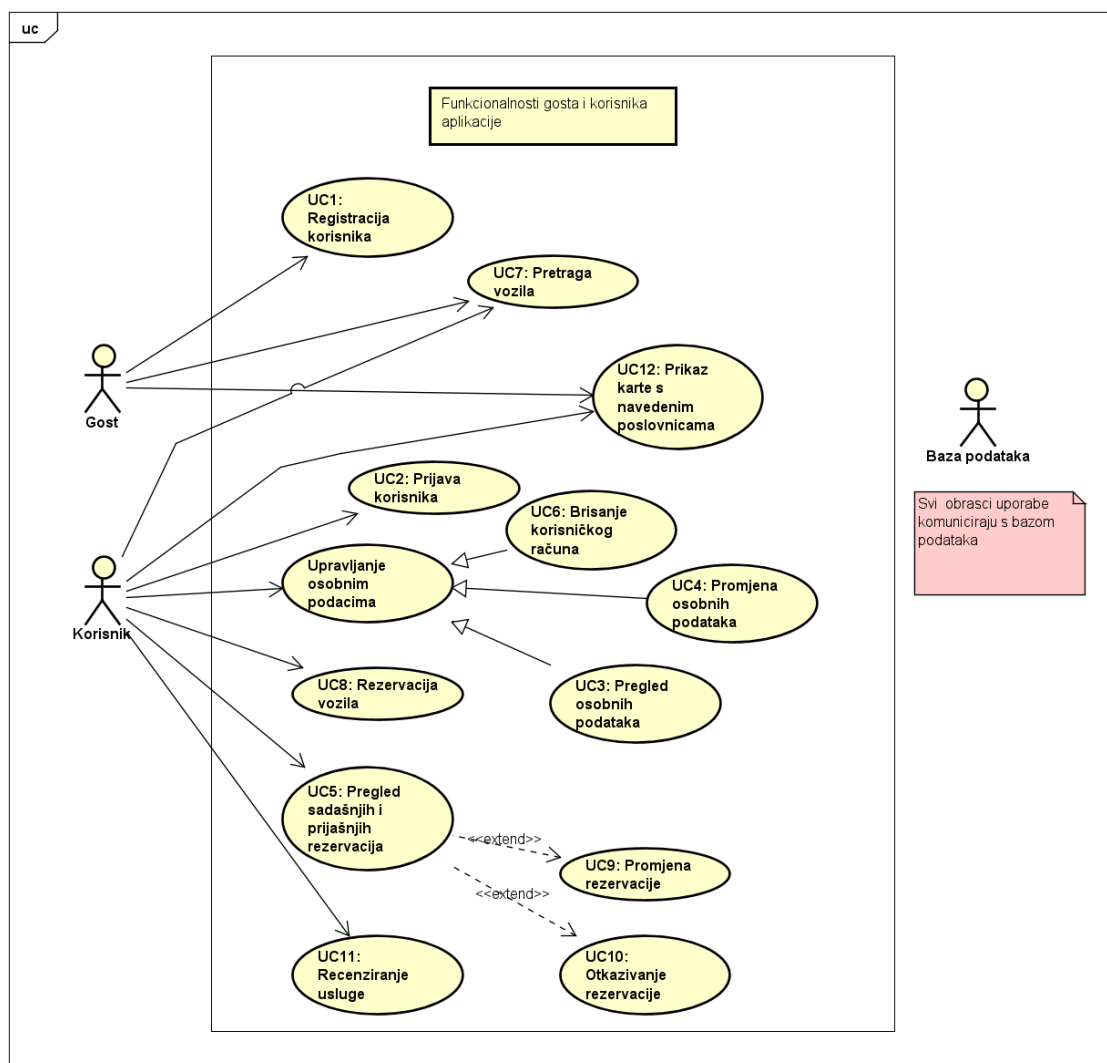 uc
Funkcionalnosti gosta i korisnika
aplikacije
UC1:
Registracija
korisnika
UC7: Pretraga
vozila
UC12: Prikaz
karte s
navedenim
poslovnicama
Gost
Baza podataka
Svi obrasci uporabe
komuniciraju s bazom
podataka
UC2: Prijava
korisnika
UC6: Brisanje
korisničkog
računa
Upravljanje
osobnim
podacima
UC4: Promjena
osobnih
podataka
Korisnik
UC3: Pregled
osobnih
podataka
UC8: Rezervacija
vozila
UC5: Pregled
sadašnjih i
prijašnjih
rezervacija
<<extend>>
UC9: Promjena
rezervacije
<<extend>>
UC11:
Recenziranje
usluge
UC10:
Otkazivanje
rezervacije